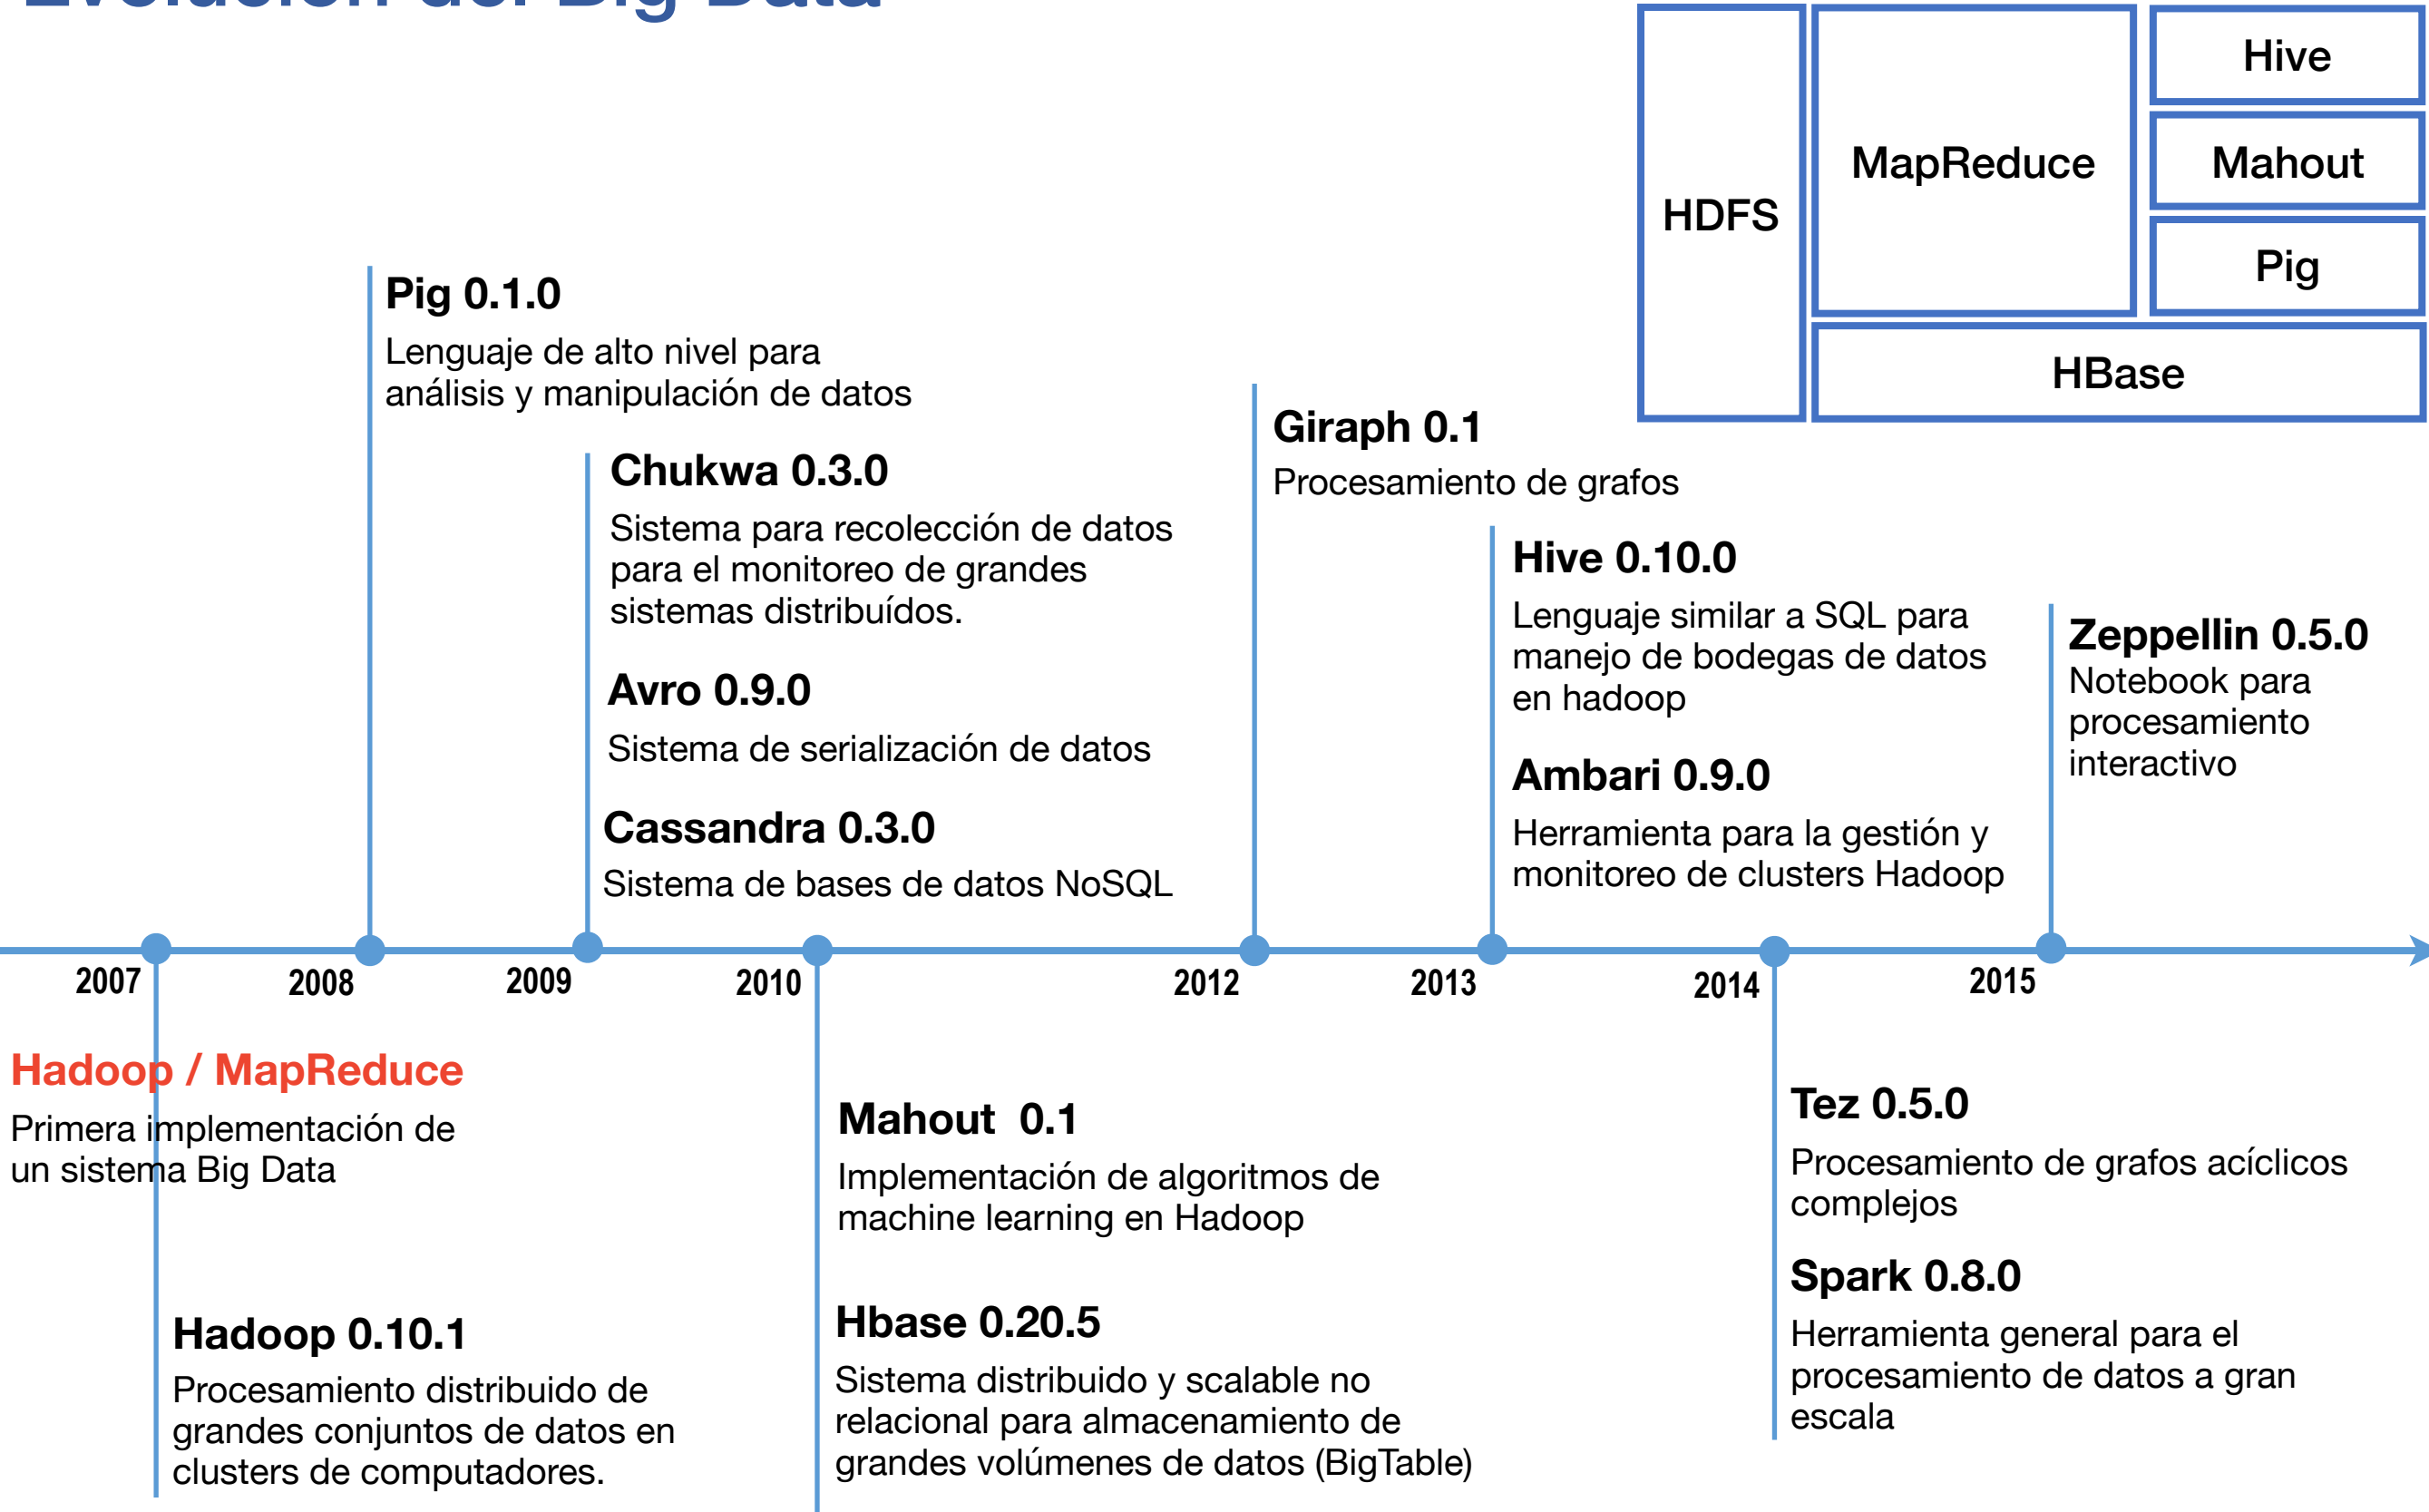 Evolución del Big Data
HDFS
MapReduce
Hive
Mahout
Pig
HBase
Pig 0.1.0
Lenguaje de alto nivel para
análisis y manipulación de datos
Chukwa 0.3.0
Sistema para recolección de datos
para el monitoreo de grandes
sistemas distribuídos.
Avro 0.9.0
Sistema de serialización de datos
Cassandra 0.3.0
Sistema de bases de datos NoSQL
Giraph 0.1
Procesamiento de grafos
Hive 0.10.0
Lenguaje similar a SQL para
manejo de bodegas de datos
en hadoop
Ambari 0.9.0
Herramienta para la gestión y
monitoreo de clusters Hadoop
Zeppellin 0.5.0
Notebook para
procesamiento
interactivo
2007
2008
2009
2010
2012
2013
2014
2015
Hadoop / MapReduce
Primera implementación de
un sistema Big Data
Hadoop 0.10.1
Procesamiento distribuido de
grandes conjuntos de datos en
clusters de computadores.
Mahout 0.1
Implementación de algoritmos de
machine learning en Hadoop
Hbase 0.20.5
Sistema distribuido y scalable no
relacional para almacenamiento de
grandes volúmenes de datos (BigTable)
Tez 0.5.0
Procesamiento de grafos acíclicos
complejos
Spark 0.8.0
Herramienta general para el
procesamiento de datos a gran
escala